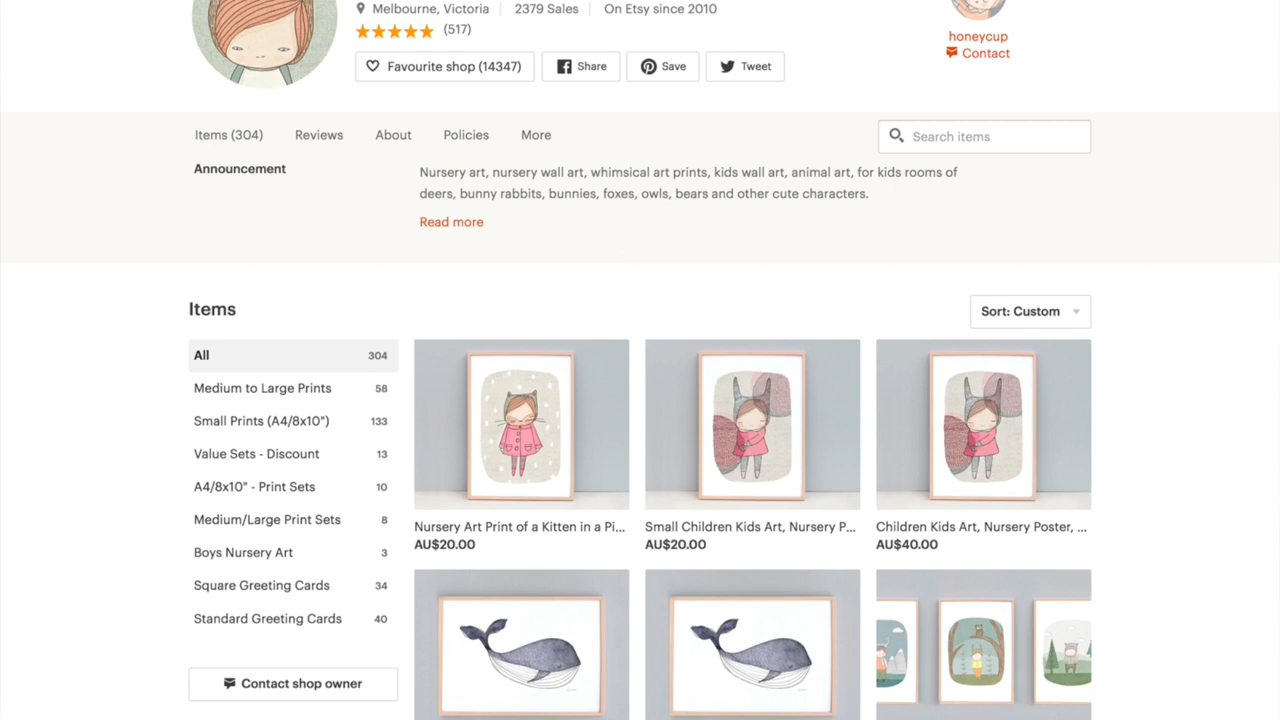 Melbourne, Victoria 2379 Sales On Etsy since 2010
(517)
honeycup
Contact
Favourite shop (14347) Share Save Tweet
Items (304) Reviews About Policies More Search items
Announcement
Nursery art, nursery wall art, whimsical art prints, kids wall art, animal art, for kids rooms of
deers, bunny rabbits, bunnies, foxes, owls, bears and other cute characters.
Read more
Items
Sort: Custom
All 304
Medium to Large Prints 58
Small Prints (A4/8x10") 133
Value Sets - Discount 13
A4/8x10" - Print Sets 10
Medium/Large Print Sets 8
Boys Nursery Art 3
Square Greeting Cards 34
Standard Greeting Cards 40
Contact shop owner
Nursery Art Print of a Kitten in a Pi...
AU$20.00
Small Children Kids Art, Nursery P...
AU$20.00
Children Kids Art, Nursery Poster, ...
AU$40.00